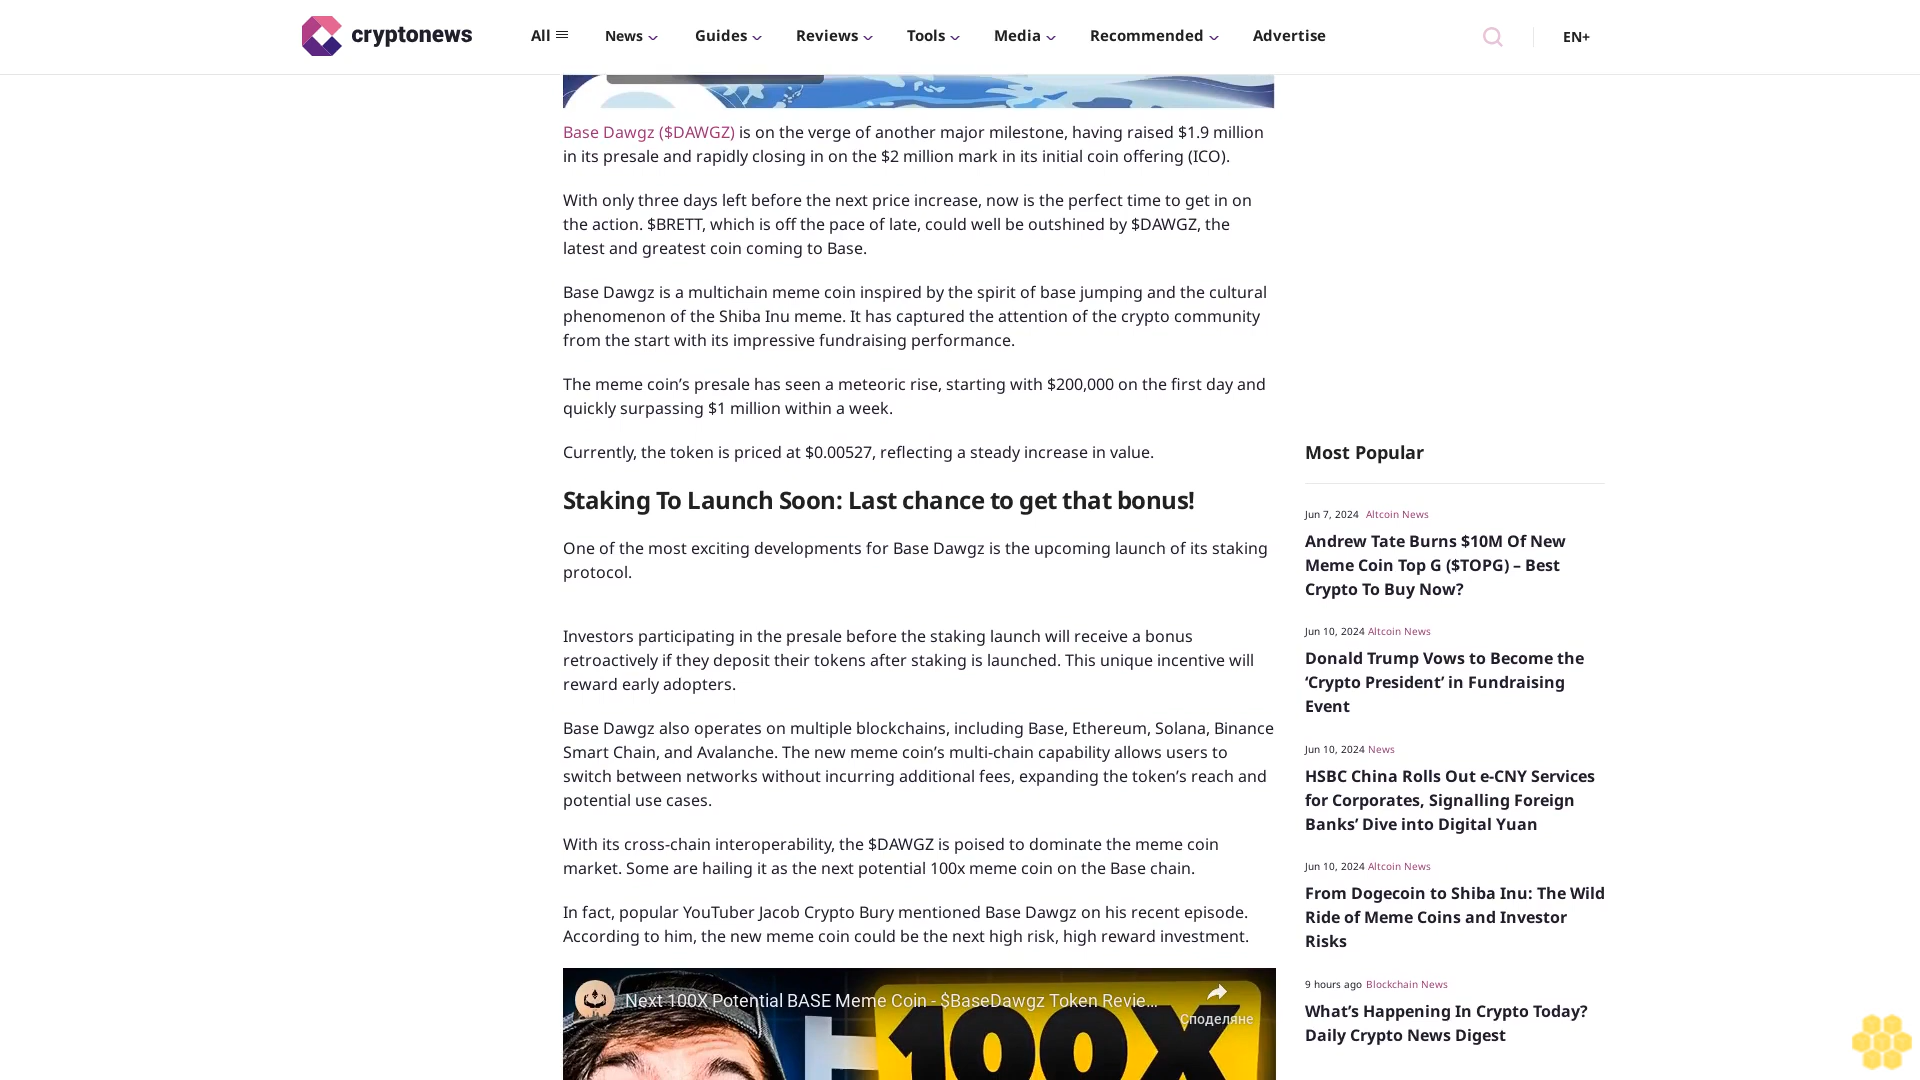 cryptonews
All
News
Guides
Reviews
Tools
Media
Recommended
Advertise
EN+
Base Dawgz ($DAWGZ) is on the verge of another major milestone, having raised $1.9 million
in its presale and rapidly closing in on the $2 million mark in its initial coin offering (ICO).
With only three days left before the next price increase, now is the perfect time to get in on
the action. $BRETT, which is off the pace of late, could well be outshined by $DAWGZ, the
latest and greatest coin coming to Base.
Base Dawgz is a multichain meme coin inspired by the spirit of base jumping and the cultural
phenomenon of the Shiba Inu meme. It has captured the attention of the crypto community
from the start with its impressive fundraising performance.
The meme coin’s presale has seen a meteoric rise, starting with $200,000 on the first day and
quickly surpassing $1 million within a week.
Currently, the token is priced at $0.00527, reflecting a steady increase in value.
Staking To Launch Soon: Last chance to get that bonus!
One of the most exciting developments for Base Dawgz is the upcoming launch of its staking
protocol.
Investors participating in the presale before the staking launch will receive a bonus
retroactively if they deposit their tokens after staking is launched. This unique incentive will
reward early adopters.
Base Dawgz also operates on multiple blockchains, including Base, Ethereum, Solana, Binance
Smart Chain, and Avalanche. The new meme coin’s multi-chain capability allows users to
switch between networks without incurring additional fees, expanding the token’s reach and
potential use cases.
With its cross-chain interoperability, the $DAWGZ is poised to dominate the meme coin
market. Some are hailing it as the next potential 100x meme coin on the Base chain.
In fact, popular YouTuber Jacob Crypto Bury mentioned Base Dawgz on his recent episode.
According to him, the new meme coin could be the next high risk, high reward investment.
Next 100X Potential BASE Meme Coin - $BaseDawgz Token Revie...
Споделяне
100X
Most Popular
Jun 7, 2024 Altcoin News
Andrew Tate Burns $10M Of New
Meme Coin Top G ($TOPG) – Best
Crypto To Buy Now?
Jun 10, 2024 Altcoin News
Donald Trump Vows to Become the
‘Crypto President’ in Fundraising
Event
Jun 10, 2024 News
HSBC China Rolls Out e-CNY Services
for Corporates, Signalling Foreign
Banks’ Dive into Digital Yuan
Jun 10, 2024 Altcoin News
From Dogecoin to Shiba Inu: The Wild
Ride of Meme Coins and Investor
Risks
9 hours ago Blockchain News
What’s Happening In Crypto Today?
Daily Crypto News Digest